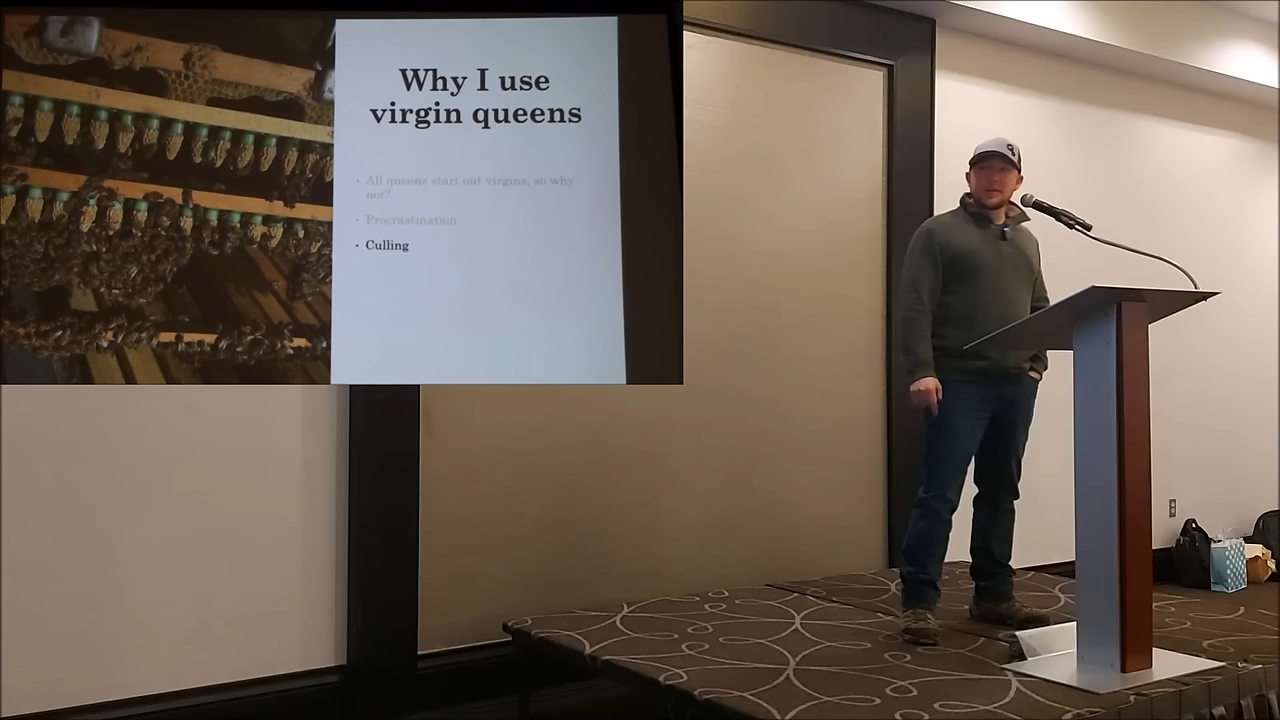 Why I use
virgin queens
• All queens start out virgins, so why
not?
• Procrastination
• Culling